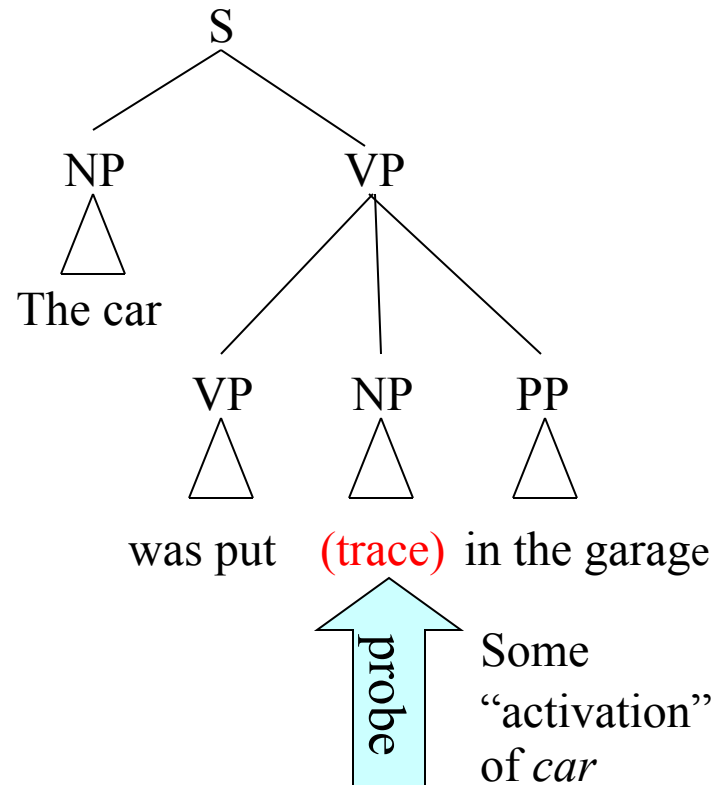 S
NP VP
The car
VP NP PP
was put (trace) in the garage
probe
Some
“activation”
of car